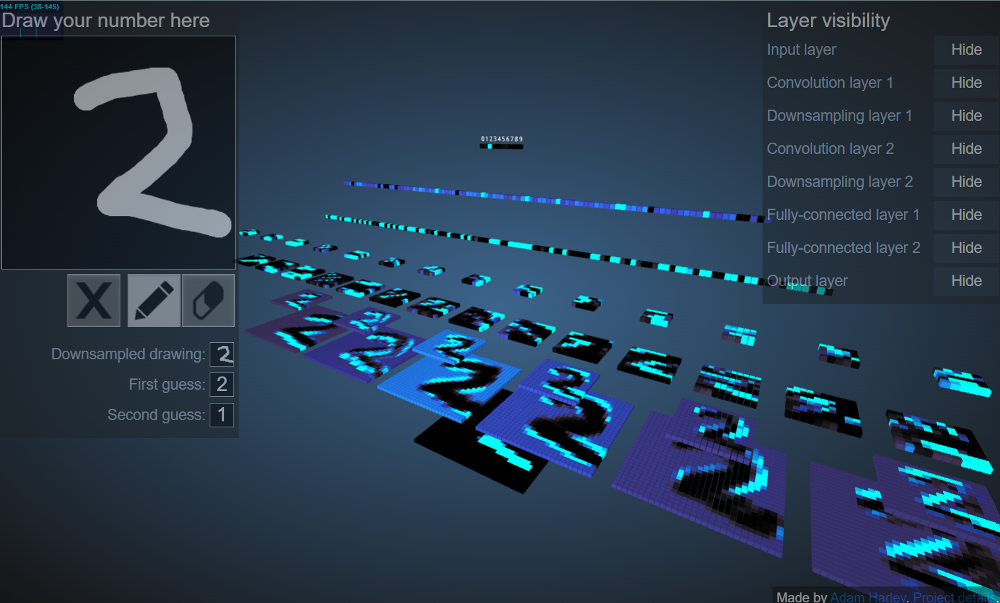 144 FPS (38-145)
Draw your number here
2
X
Downsampled drawing: 2
First guess: 2
Second guess: 1
0123456789
Layer visibility
Input layer Hide
Convolution layer 1 Hide
Downsampling layer 1 Hide
Convolution layer 2 Hide
Downsampling layer 2 Hide
Fully-connected layer 1 Hide
Fully-connected layer 2 Hide
Output layer Hide
Made by Adam Harley. Project details.